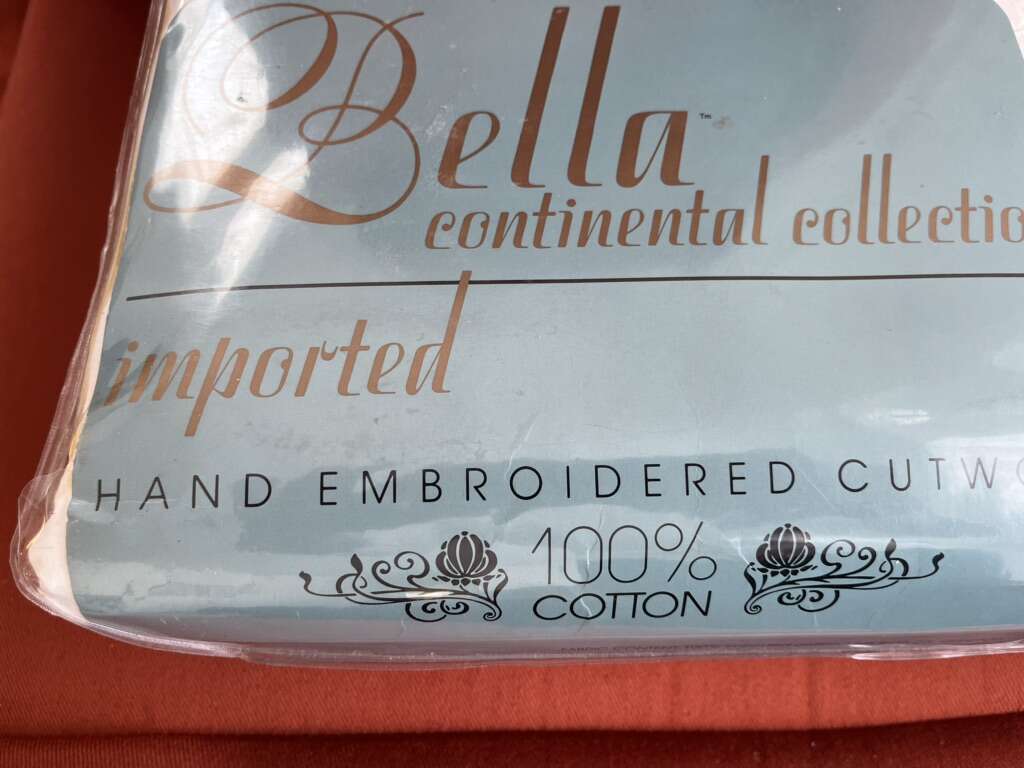 Bella™
continental collectio
imported
HAND EMBROIDERED CUTWO
100%
COTTON